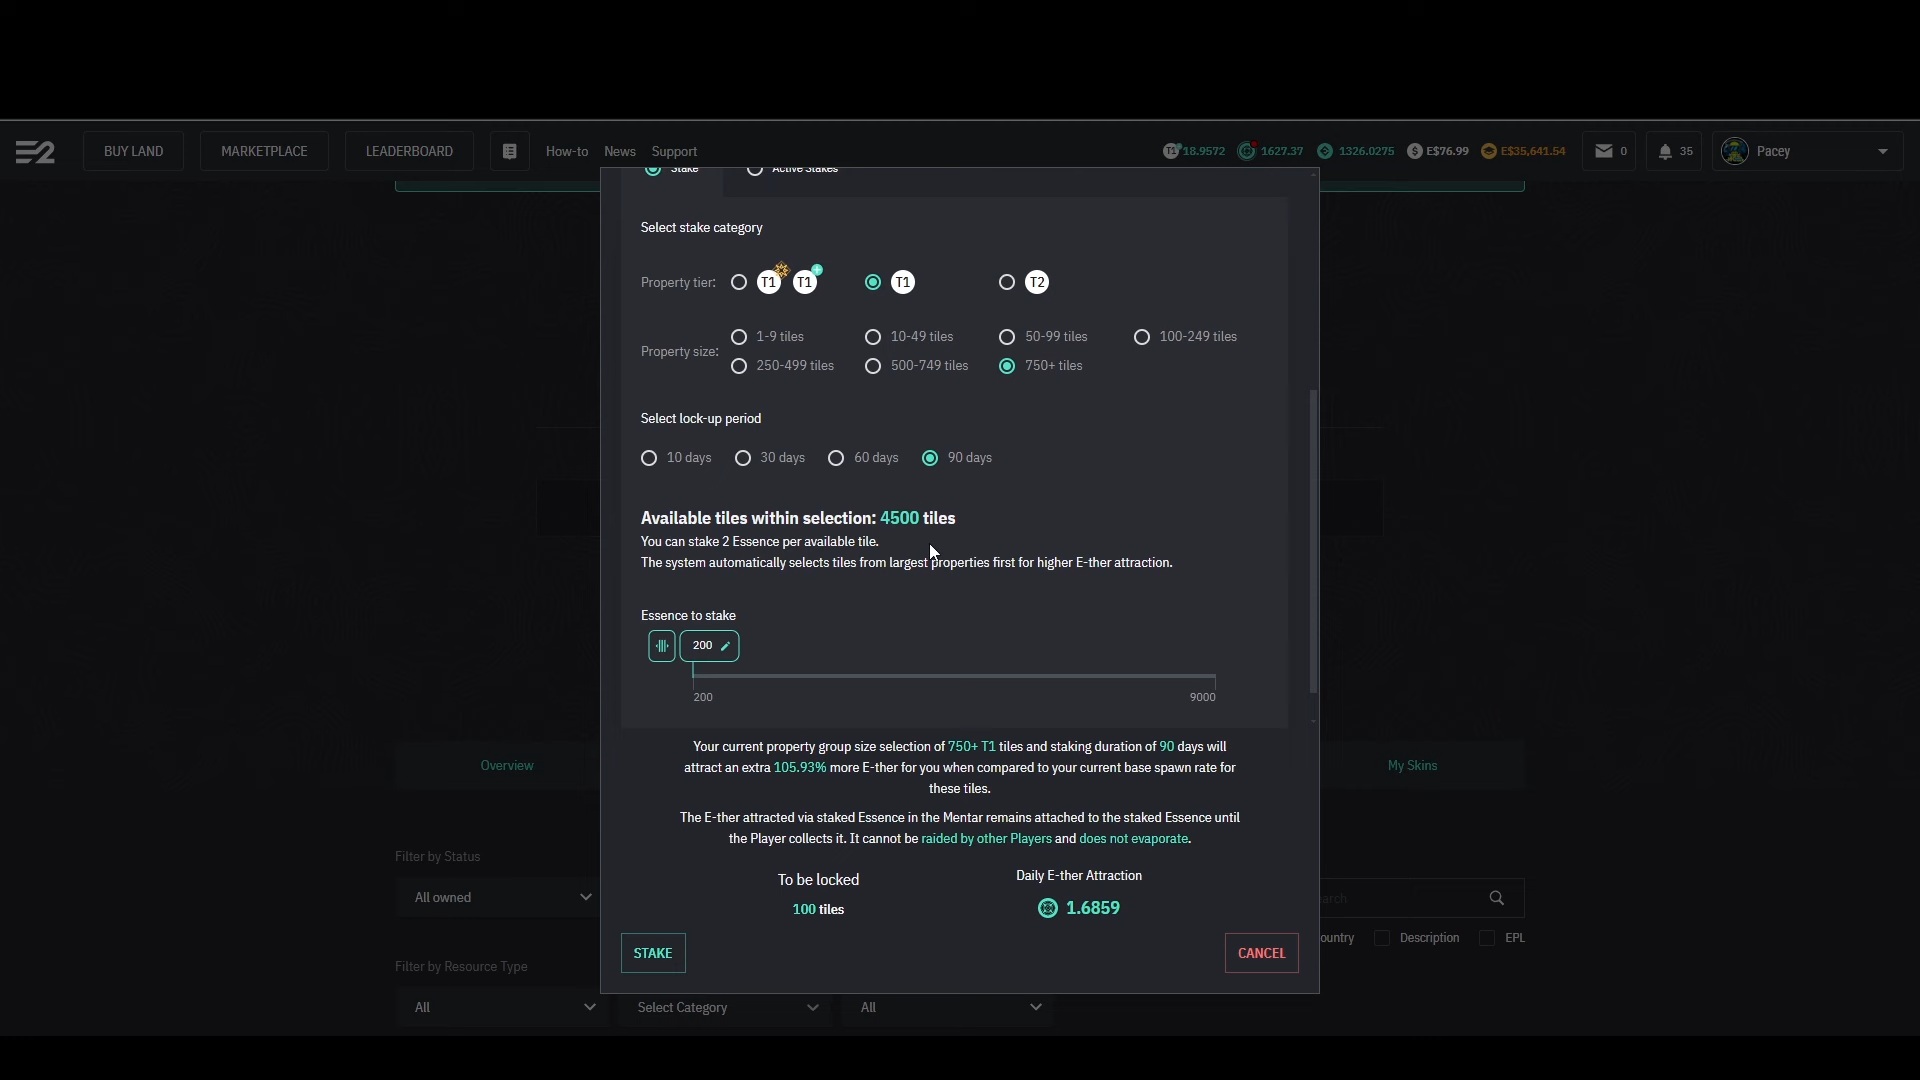 E2 BUY LAND MARKETPLACE LEADERBOARD How-to News Support T1 18.9572 1627.37 1326.0275 E$76.99 E$35,641.54 0 35 Pacey
Stake Active Stakes
Select stake category
Property tier: T1 T1 T1 T2
1-9 tiles 10-49 tiles 50-99 tiles 100-249 tiles
Property size:
250-499 tiles 500-749 tiles 750+ tiles
Select lock-up period
10 days 30 days 60 days 90 days
Available tiles within selection: 4500 tiles
You can stake 2 Essence per available tile.
The system automatically selects tiles from largest properties first for higher E-ther attraction.
Essence to stake
200
200 9000
Your current property group size selection of 750+ T1 tiles and staking duration of 90 days will
attract an extra 105.93% more E-ther for you when compared to your current base spawn rate for
these tiles.
Overview My Skins
The E-ther attracted via staked Essence in the Mentar remains attached to the staked Essence until
the Player collects it. It cannot be raided by other Players and does not evaporate.
Filter by Status
To be locked Daily E-ther Attraction
All owned 100 tiles 1.6859 arch
ountry Description EPL
STAKE CANCEL
Filter by Resource Type
All Select Category All